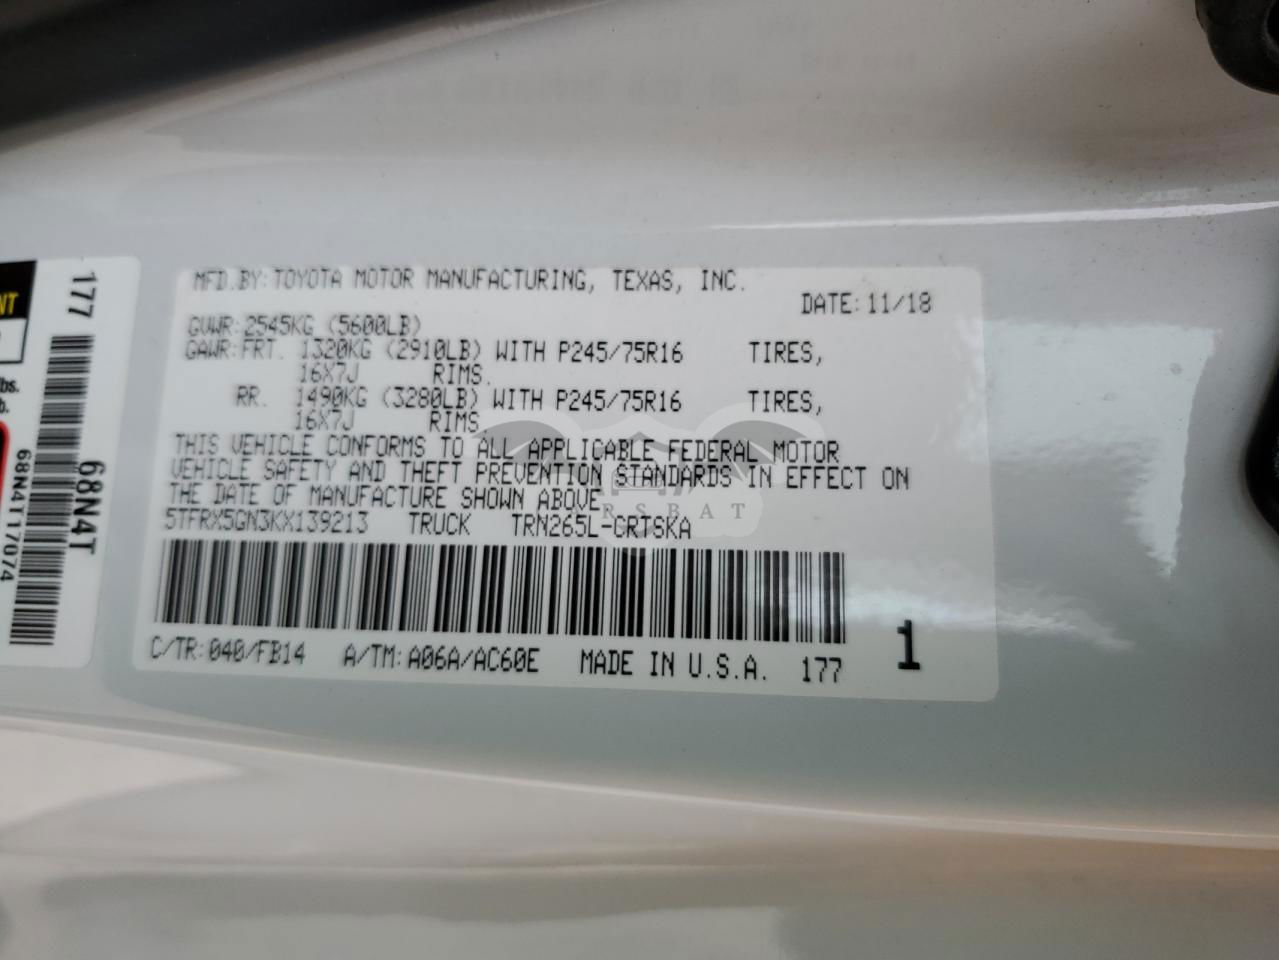 MFD.BY: TOYOTA MOTOR MANUFACTURING, TEXAS, INC.
DATE: 11/18
GVWR: 2545KG (5600LB)
GAWR: FRT. 1320KG (2910LB) WITH P245/75R16 TIRES,
16X7J RIMS.
RR. 1490KG (3280LB) WITH P245/75R16 TIRES,
16X7J RIMS.
THIS VEHICLE CONFORMS TO ALL APPLICABLE FEDERAL MOTOR
VEHICLE SAFETY AND THEFT PREVENTION STANDARDS IN EFFECT ON
THE DATE OF MANUFACTURE SHOWN ABOVE.
5TFRX5GN3KX139213 TRUCK TRN265L-CRTSKA
C/TR: 040/FB14 A/TM: A06A/AC60E MADE IN U.S.A. 177 1
177
68N4T
68N4T17074
NT
lbs.
b.
RSBAT